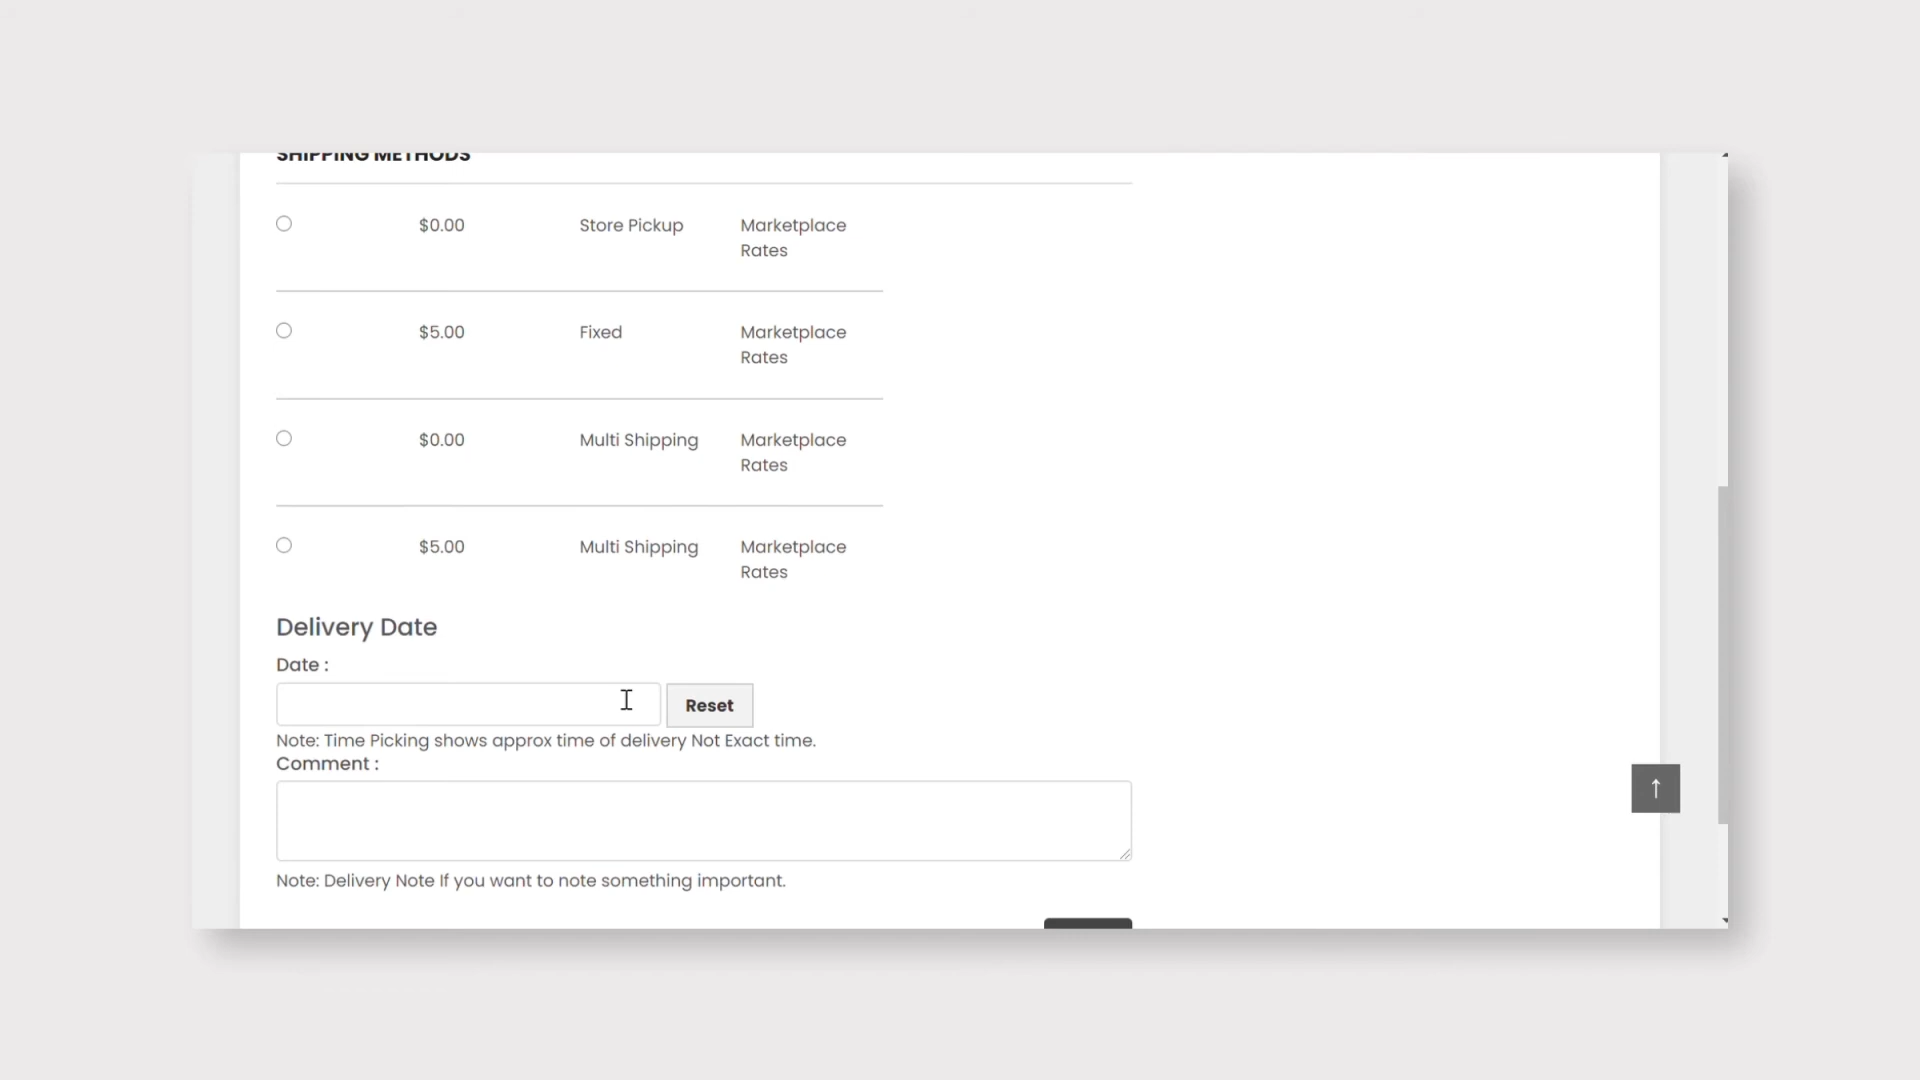 SHIPPING METHODS
$0.00 Store Pickup Marketplace
Rates
$5.00 Fixed Marketplace
Rates
$0.00 Multi Shipping Marketplace
Rates
$5.00 Multi Shipping Marketplace
Rates
Delivery Date
Date :
Reset
Note: Time Picking shows approx time of delivery Not Exact time.
Comment :
Note: Delivery Note If you want to note something important.